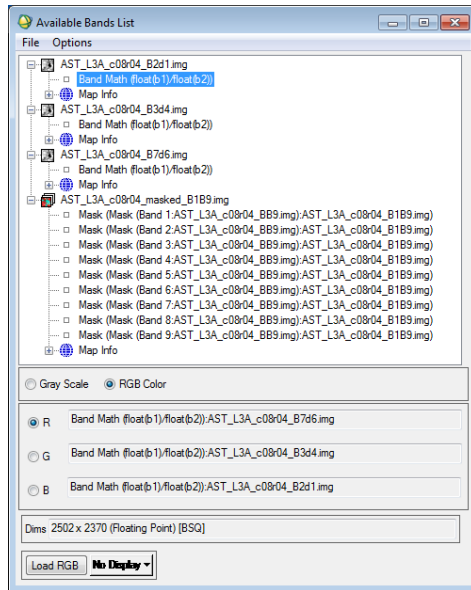 Available Bands List
File Options
AST_L3A_c08r04_B2d1.img
Band Math (float(b1)/float(b2))
Map Info
AST_L3A_c08r04_B3d4.img
Band Math (float(b1)/float(b2))
Map Info
AST_L3A_c08r04_B7d6.img
Band Math (float(b1)/float(b2))
Map Info
AST_L3A_c08r04_masked_B1B9.img
Mask (Mask (Band 1:AST_L3A_c08r04_BB9.img):AST_L3A_c08r04_B1B9.img)
Mask (Mask (Band 2:AST_L3A_c08r04_BB9.img):AST_L3A_c08r04_B1B9.img)
Mask (Mask (Band 3:AST_L3A_c08r04_BB9.img):AST_L3A_c08r04_B1B9.img)
Mask (Mask (Band 4:AST_L3A_c08r04_BB9.img):AST_L3A_c08r04_B1B9.img)
Mask (Mask (Band 5:AST_L3A_c08r04_BB9.img):AST_L3A_c08r04_B1B9.img)
Mask (Mask (Band 6:AST_L3A_c08r04_BB9.img):AST_L3A_c08r04_B1B9.img)
Mask (Mask (Band 7:AST_L3A_c08r04_BB9.img):AST_L3A_c08r04_B1B9.img)
Mask (Mask (Band 8:AST_L3A_c08r04_BB9.img):AST_L3A_c08r04_B1B9.img)
Mask (Mask (Band 9:AST_L3A_c08r04_BB9.img):AST_L3A_c08r04_B1B9.img)
Map Info
Gray Scale RGB Color
R Band Math (float(b1)/float(b2)):AST_L3A_c08r04_B7d6.img
G Band Math (float(b1)/float(b2)):AST_L3A_c08r04_B3d4.img
B Band Math (float(b1)/float(b2)):AST_L3A_c08r04_B2d1.img
Dims 2502 x 2370 (Floating Point) [BSQ]
Load RGB No Display